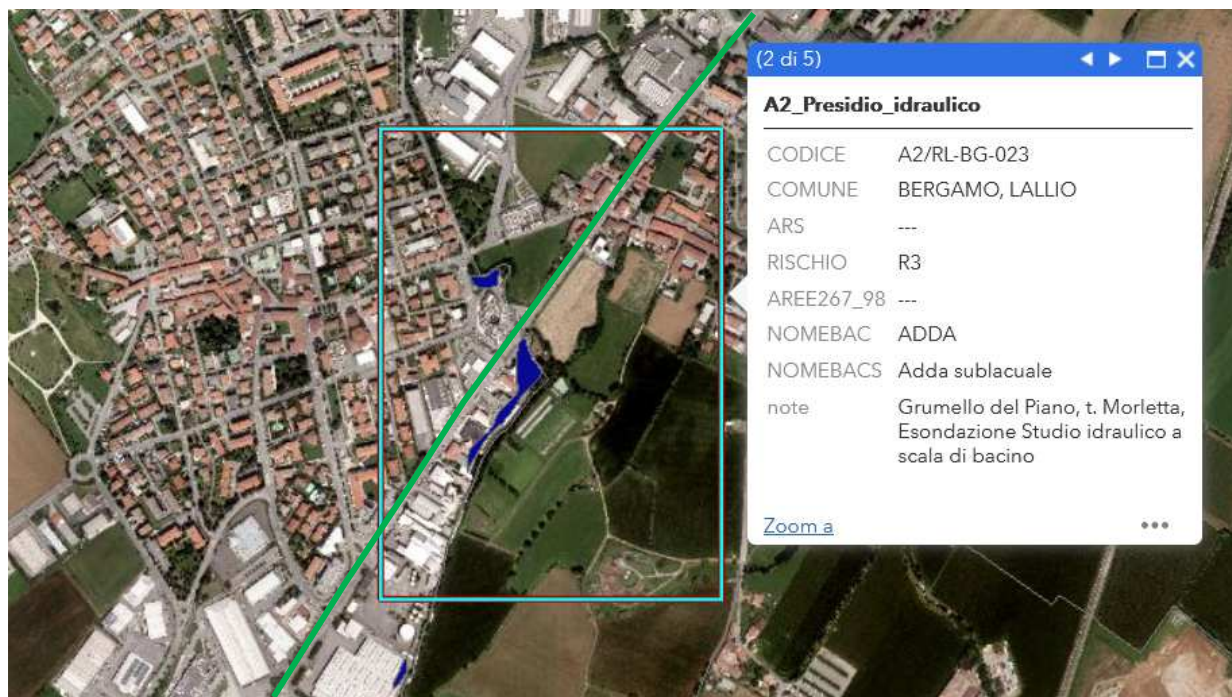 (2 di 5)
A2_Presidio_idraulico
CODICE A2/RL-BG-023
COMUNE BERGAMO, LALLIO
ARS ---
RISCHIO R3
AREE267_98 ---
NOMEBAC ADDA
NOMEBACS Adda sublacuale
note Grumello del Piano, t. Morletta,
Esondazione Studio idraulico a
scala di bacino
Zoom a